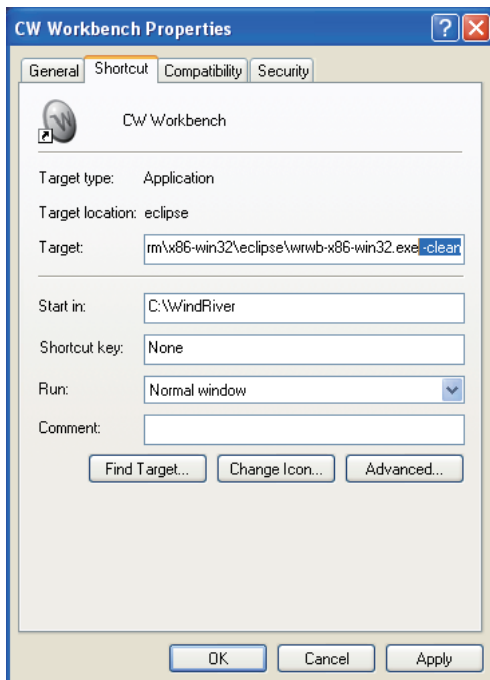 CW Workbench Properties
General Shortcut Compatibility Security
CW Workbench
Target type: Application
Target location: eclipse
Target: rm\x86-win32\eclipse\wrwb-x86-win32.exe -clean
Start in: C:\WindRiver
Shortcut key: None
Run: Normal window
Comment:
Find Target... Change Icon... Advanced...
OK Cancel Apply